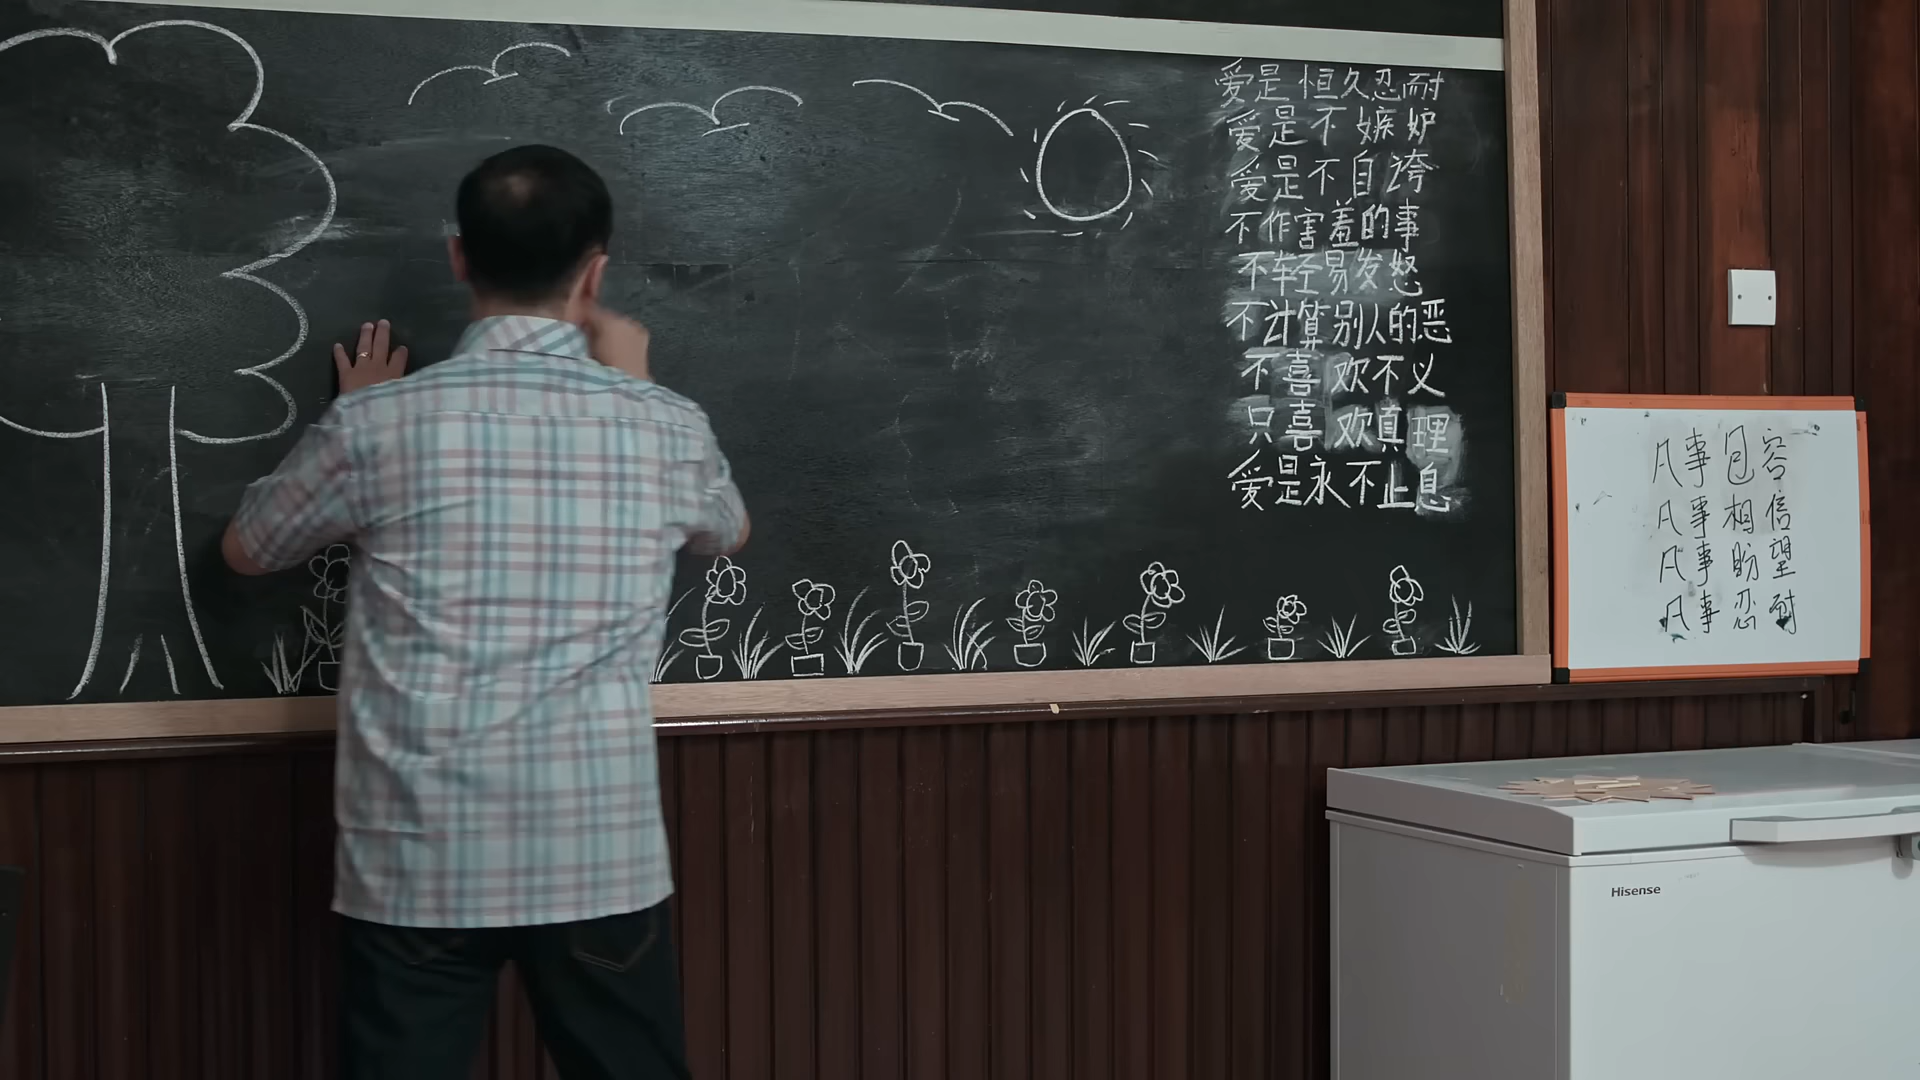 爱是恒久忍耐
爱是不嫉妒
爱是不自夸
不作害羞的事
不轻易发怒
不计算别人的恶
不喜欢不义
只喜欢真理
爱是永不止息
凡事包容
凡事相信
凡事盼望
凡事忍耐
Hisense